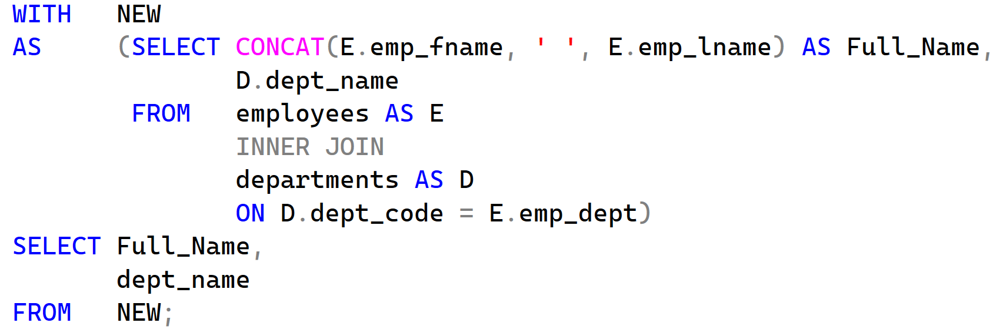 WITH   NEW
AS     (SELECT CONCAT(E.emp_fname, ' ', E.emp_lname) AS Full_Name,
               D.dept_name
        FROM   employees AS E
               INNER JOIN
               departments AS D
               ON D.dept_code = E.emp_dept)
SELECT Full_Name,
       dept_name
FROM   NEW;